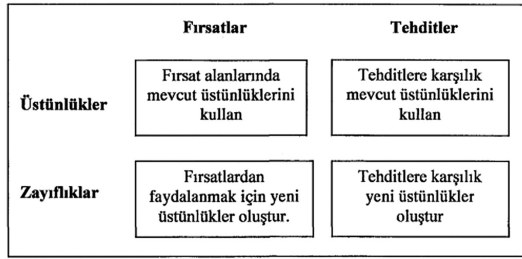 Fırsatlar
Tehditler
Üstünlükler
Fırsat alanlarında
mevcut üstünlüklerini
kullan
Tehditlere karşılık
mevcut üstünlüklerini
kullan
Zayıflıklar
Fırsatlardan
faydalanmak için yeni
üstünlükler oluştur.
Tehditlere karşılık
yeni üstünlükler
oluştur